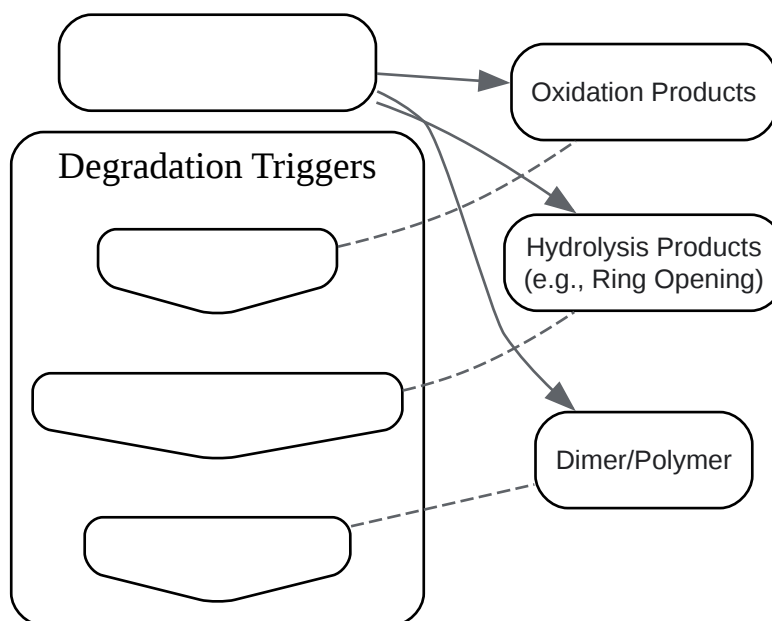 Oxidation Products
Degradation Triggers
Hydrolysis Products
(e.g., Ring Opening)
Dimer/Polymer